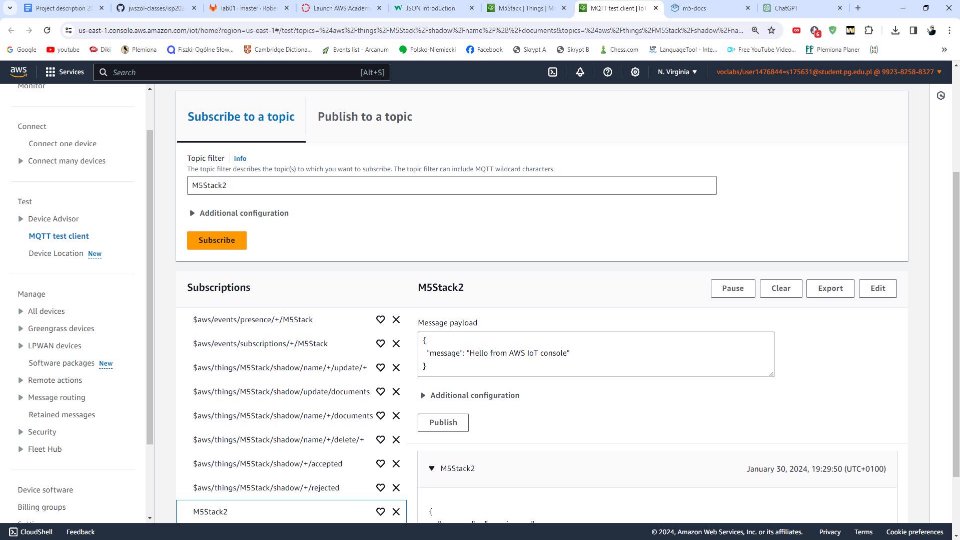 Project description 20
jwszol-classes/isp202
lab01 · master · Robe
Launch AWS Academy
JSON Introduction
M5Stack | Things | M
MQTT test client | Io
m5-docs
ChatGPT
us-east-1.console.aws.amazon.com/iot/home?region=us-east-1#/test?topics=%24aws%2Fthings%2FM5Stack%2Fshadow%2Fname%2F%2B%2Fdocuments&topics=%24aws%2Fthings%2FM5Stack%2Fshadow%2Fname%2F
Google
youtube
Diki
Plemiona
Fiszki Ogólne Słow
Cambridge Dictionar
Event list - Arcanum
Polsko-Niemiecki
Facebook
Skrypt A
Skrypt B
Chess.com
LanguageTool - Inte
Free YouTube Video
Plemiona Planer
aws
Services
Search
[Alt+S]
N. Virginia
voclabs/user1476844=s175631@student.pg.edu.pl @ 9923-8258-8327
Monitor
Connect
Connect one device
Connect many devices
Test
Device Advisor
MQTT test client
Device Location New
Manage
All devices
Greengrass devices
LPWAN devices
Software packages New
Remote actions
Message routing
Retained messages
Security
Fleet Hub
Device software
Billing groups
Subscribe to a topic
Publish to a topic
Topic filter Info
The topic filter describes the topic(s) to which you want to subscribe. The topic filter can include MQTT wildcard characters.
M5Stack2
Additional configuration
Subscribe
Subscriptions
$aws/events/presence/+/M5Stack
$aws/events/subscriptions/+/M5Stack
$aws/things/M5Stack/shadow/name/+/update/+
$aws/things/M5Stack/shadow/update/documents
$aws/things/M5Stack/shadow/name/+/documents
$aws/things/M5Stack/shadow/name/+/delete/+
$aws/things/M5Stack/shadow/+/accepted
$aws/things/M5Stack/shadow/+/rejected
M5Stack2
M5Stack2
Pause
Clear
Export
Edit
Message payload
{
"message": "Hello from AWS IoT console"
}
Additional configuration
Publish
M5Stack2
January 30, 2024, 19:29:50 (UTC+0100)
{
CloudShell
Feedback
© 2024, Amazon Web Services, Inc. or its affiliates.
Privacy
Terms
Cookie preferences